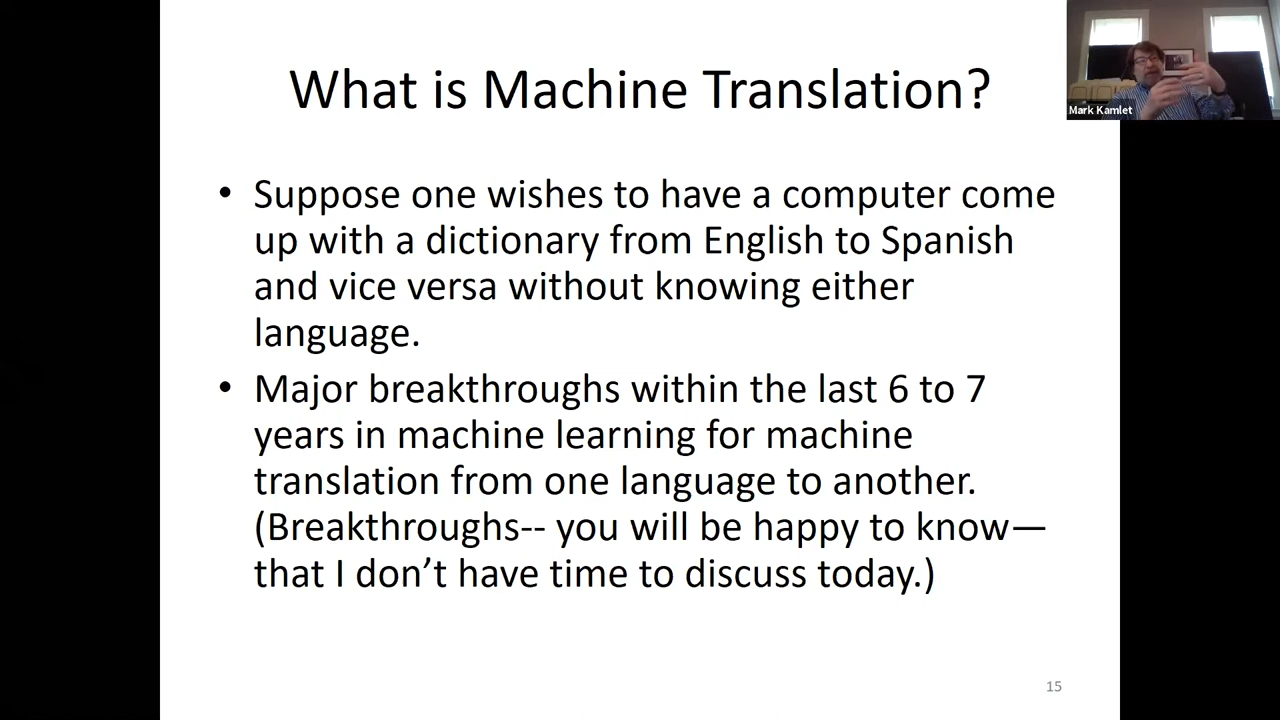 What is Machine Translation?
Mark Kamlet
• Suppose one wishes to have a computer come
up with a dictionary from English to Spanish
and vice versa without knowing either
language.
• Major breakthroughs within the last 6 to 7
years in machine learning for machine
translation from one language to another.
(Breakthroughs-- you will be happy to know—
that I don’t have time to discuss today.)
15